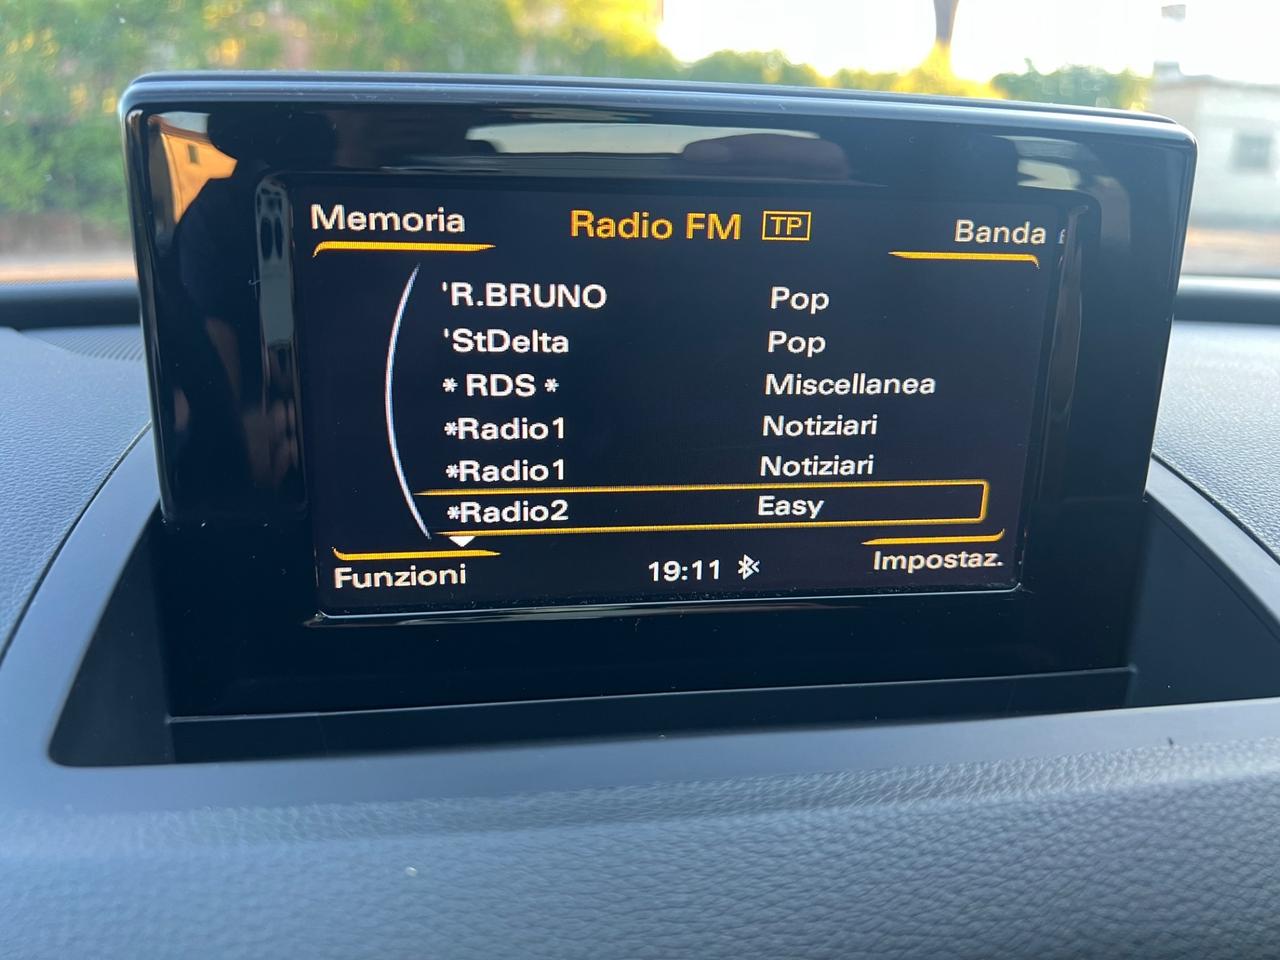 Memoria Radio FM TP Banda
'R.BRUNO Pop
'StDelta Pop
* RDS * Miscellanea
*Radio1 Notiziari
*Radio1 Notiziari
*Radio2 Easy
Funzioni 19:11 Impostaz.